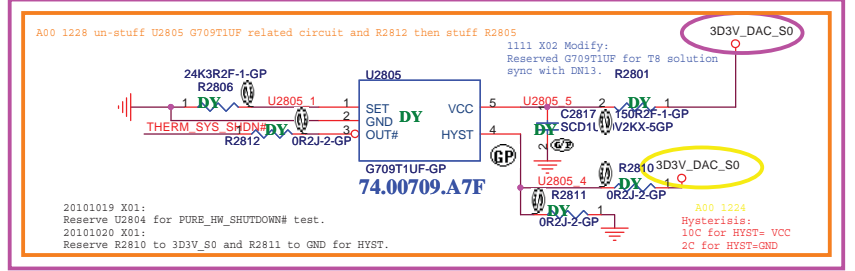 A00 1228 un-stuff U2805 G709T1UF related circuit and R2812 then stuff R2805
3D3V_DAC_S0
1111 X02 Modify:
Reserved G709T1UF for T8 solution
sync with DN13.
24K3R2F-1-GP
R2806
DY
U2805_1
1
2
3
R2812
DY
0R2J-2-GP
THERM_SYS_SHDN#
U2805
SET
GND
OUT#
DY
VCC
HYST
5
4
G709T1UF-GP
74.00709.A7F
GP
U2805_5
R2801
2
DY
1
150R2F-1-GP
C2817
DY
2
G/P
U2805_4
R2810
DY
1
0R2J-2-GP
3D3V_DAC_S0
R2811
DY
1
0R2J-2-GP
A00 1224
Hysterisis:
10C for HYST= VCC
2C for HYST=GND
20101019 X01:
Reserve U2804 for PURE_HW_SHUTDOWN# test.
20101020 X01:
Reserve R2810 to 3D3V_S0 and R2811 to GND for HYST.